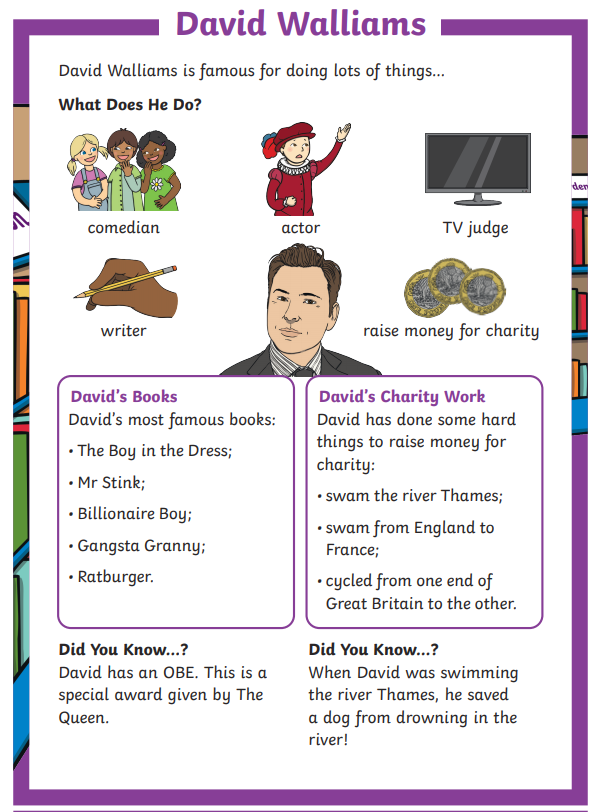 David Walliams
David Walliams is famous for doing lots of things...
What Does He Do?
comedian
actor
TV judge
writer
raise money for charity
David's Books
David's most famous books:
• The Boy in the Dress;
• Mr Stink;
• Billionaire Boy;
• Gangsta Granny;
• Ratburger.
David's Charity Work
David has done some hard
things to raise money for
charity:
• swam the river Thames;
• swam from England to
France;
• cycled from one end of
Great Britain to the other.
Did You Know...?
David has an OBE. This is a
special award given by The
Queen.
Did You Know...?
When David was swimming
the river Thames, he saved
a dog from drowning in the
river!